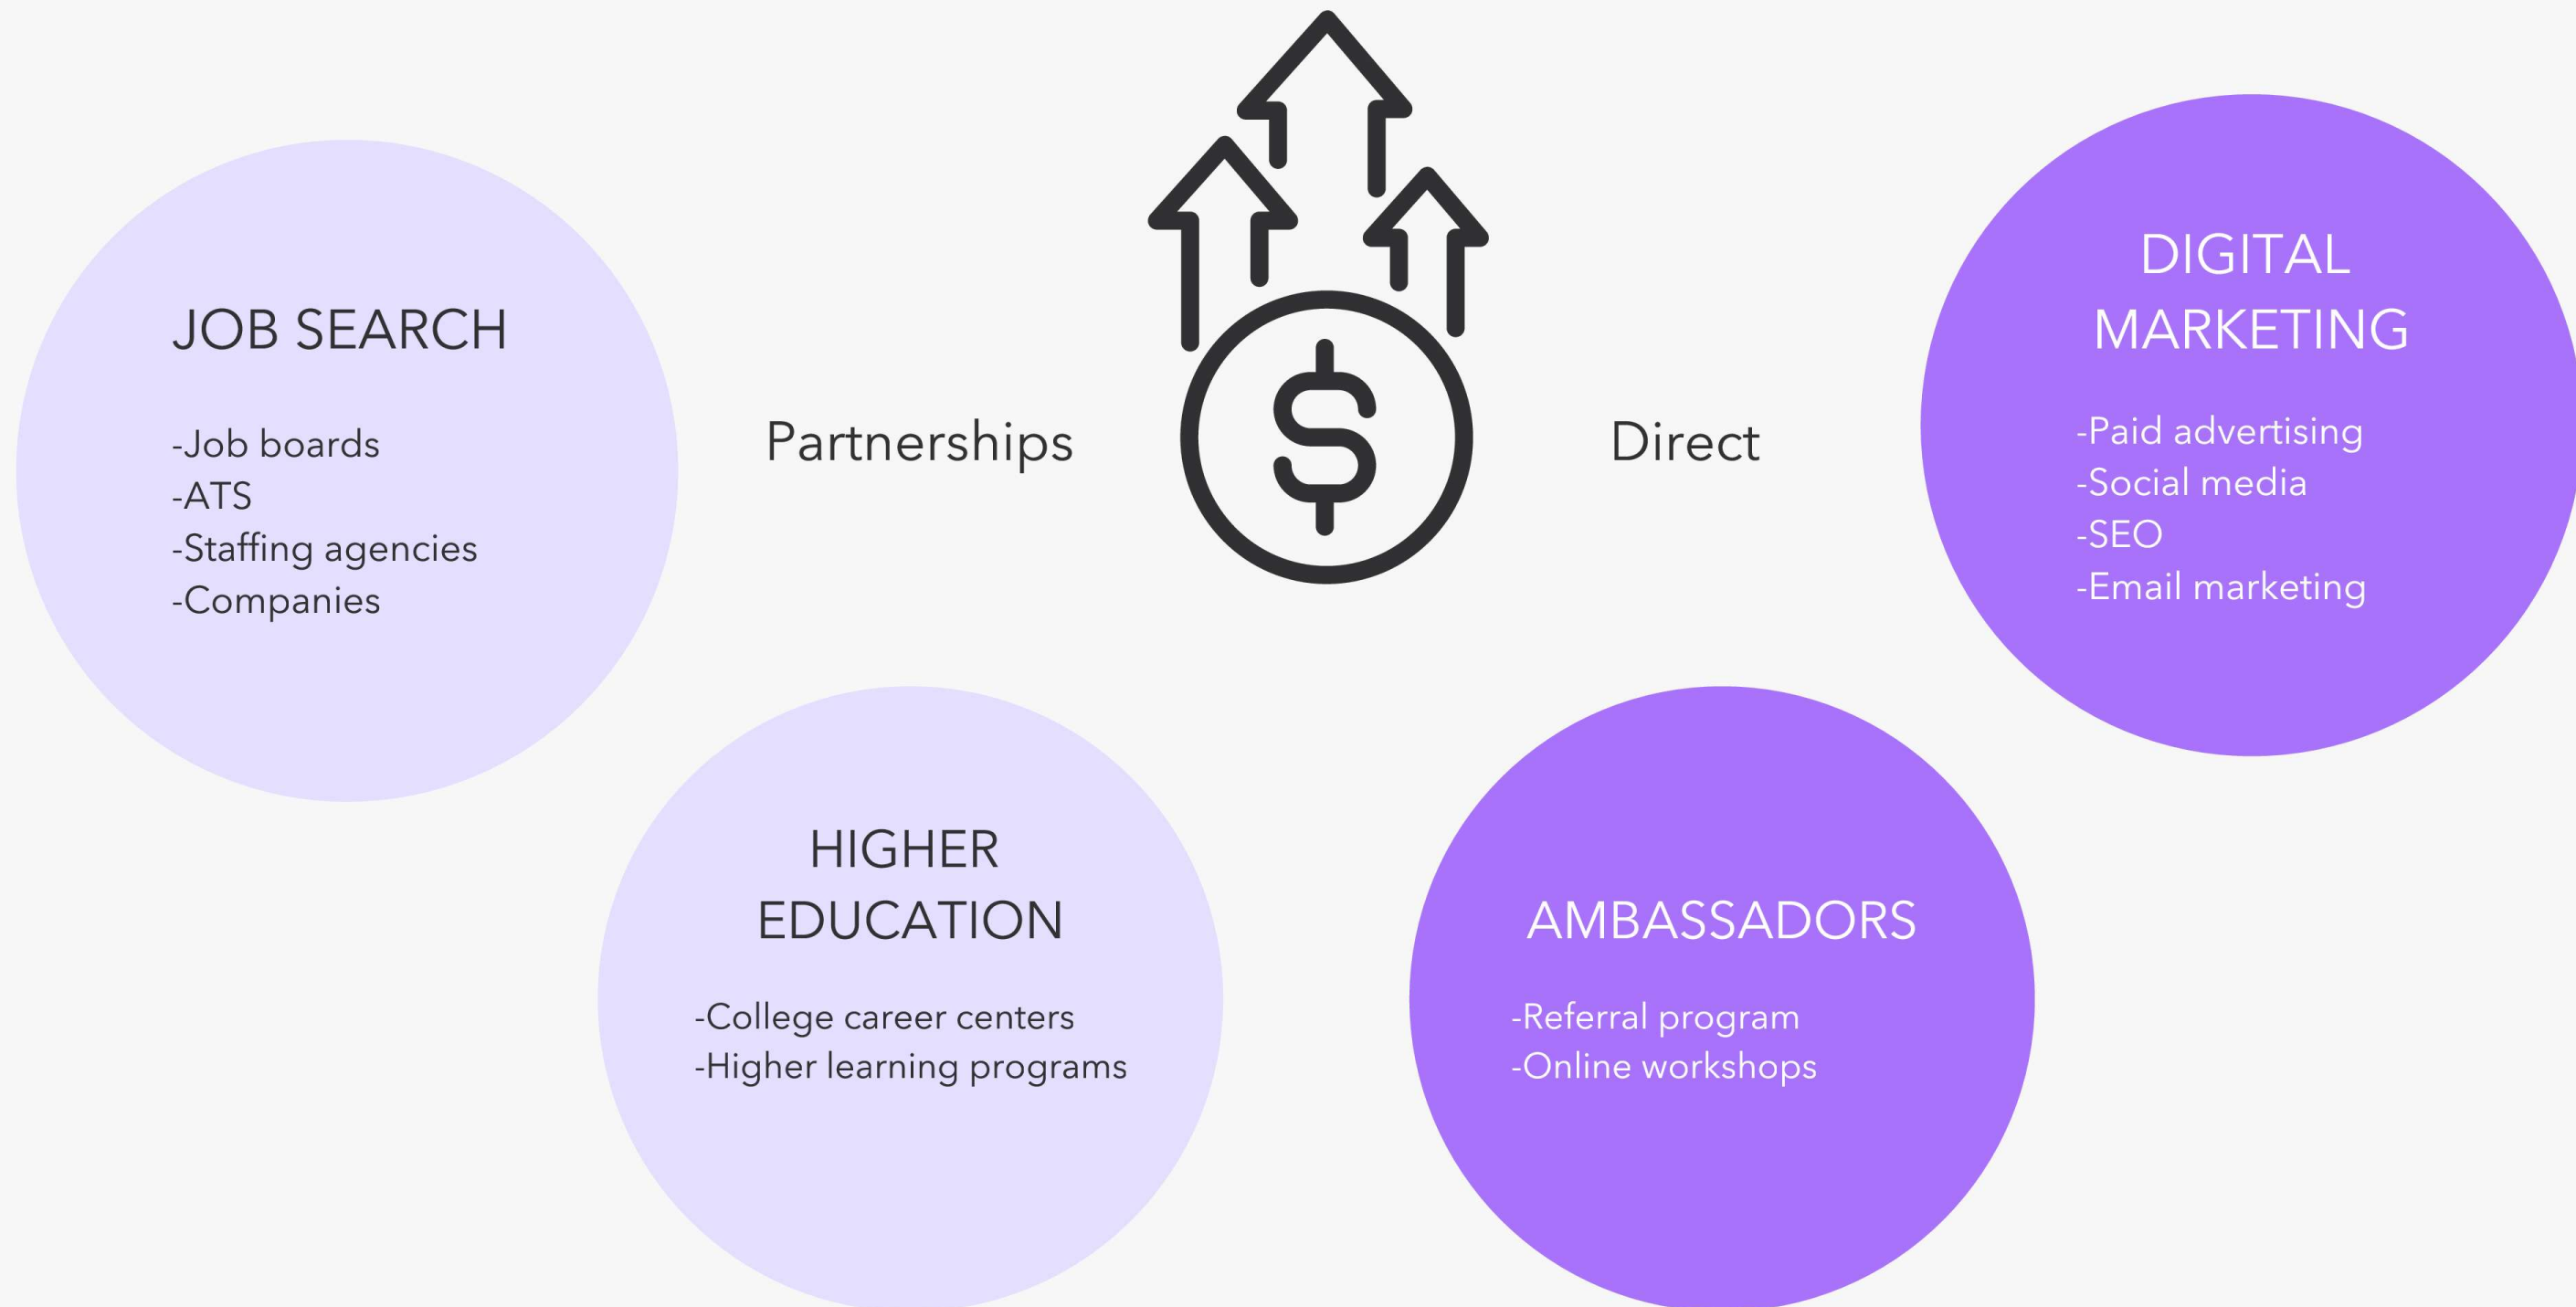 JOB SEARCH
-Job boards
-ATS
-Staffing agencies
-Companies
Partnerships
$
Direct
DIGITAL
MARKETING
-Paid advertising
-Social media
-SEO
-Email marketing
HIGHER
EDUCATION
-College career centers
-Higher learning programs
AMBASSADORS
-Referral program
-Online workshops